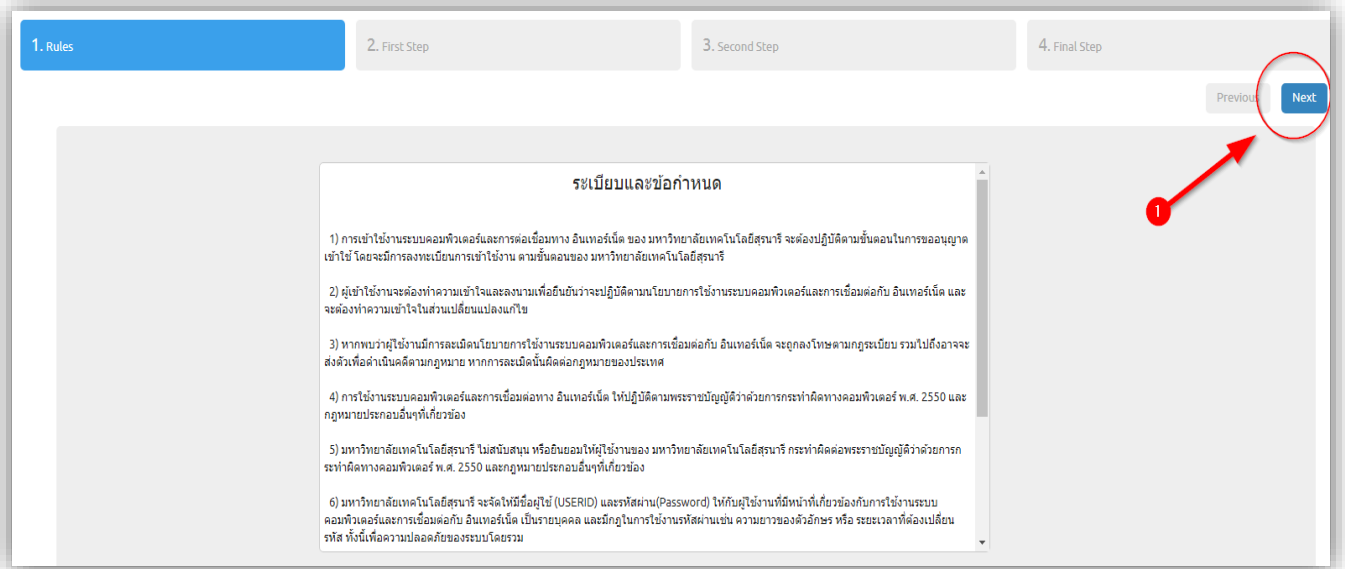 1. Rules
2. First Step
3. Second Step
4. Final Step
Previous
Next
1
ระเบียบและข้อกำหนด
1) การเข้าใช้งานระบบคอมพิวเตอร์และการต่อเชื่อมทาง อินเทอร์เน็ต ของ มหาวิทยาลัยเทคโนโลยีสุรนารี จะต้องปฏิบัติตามขั้นตอนในการขออนุญาต
เข้าใช้ โดยจะมีการลงทะเบียนการเข้าใช้งาน ตามขั้นตอนของ มหาวิทยาลัยเทคโนโลยีสุรนารี
2) ผู้เข้าใช้งานจะต้องทำความเข้าใจและลงนามเพื่อยืนยันว่าจะปฏิบัติตามนโยบายการใช้งานระบบคอมพิวเตอร์และการเชื่อมต่อกับ อินเทอร์เน็ต และ
จะต้องทำความเข้าใจในส่วนเปลี่ยนแปลงแก้ไข
3) หากพบว่าผู้ใช้งานมีการละเมิดนโยบายการใช้งานระบบคอมพิวเตอร์และการเชื่อมต่อกับ อินเทอร์เน็ต จะถูกลงโทษตามกฎระเบียบ รวมไปถึงอาจจะ
ส่งตัวเพื่อดำเนินคดีตามกฎหมาย หากการละเมิดนั้นผิดต่อกฎหมายของประเทศ
4) การใช้งานระบบคอมพิวเตอร์และการเชื่อมต่อทาง อินเทอร์เน็ต ให้ปฏิบัติตามพระราชบัญญัติว่าด้วยการกระทำผิดทางคอมพิวเตอร์ พ.ศ. 2550 และ
กฎหมายประกอบอื่นๆที่เกี่ยวข้อง
5) มหาวิทยาลัยเทคโนโลยีสุรนารี ไม่สนับสนุน หรือยินยอมให้ผู้ใช้งานของ มหาวิทยาลัยเทคโนโลยีสุรนารี กระทำผิดต่อพระราชบัญญัติว่าด้วยการก
ระทำผิดทางคอมพิวเตอร์ พ.ศ. 2550 และกฎหมายประกอบอื่นๆที่เกี่ยวข้อง
6) มหาวิทยาลัยเทคโนโลยีสุรนารี จะจัดให้มีชื่อผู้ใช้ (USERID) และรหัสผ่าน(Password) ให้กับผู้ใช้งานที่มีหน้าที่เกี่ยวข้องกับการใช้งานระบบ
คอมพิวเตอร์และการเชื่อมต่อกับ อินเทอร์เน็ต เป็นรายบุคคล และมีกฎในการใช้งานรหัสผ่านเช่น ความยาวของตัวอักษร หรือ ระยะเวลาที่ต้องเปลี่ยน
รหัส ทั้งนี้เพื่อความปลอดภัยของระบบโดยรวม